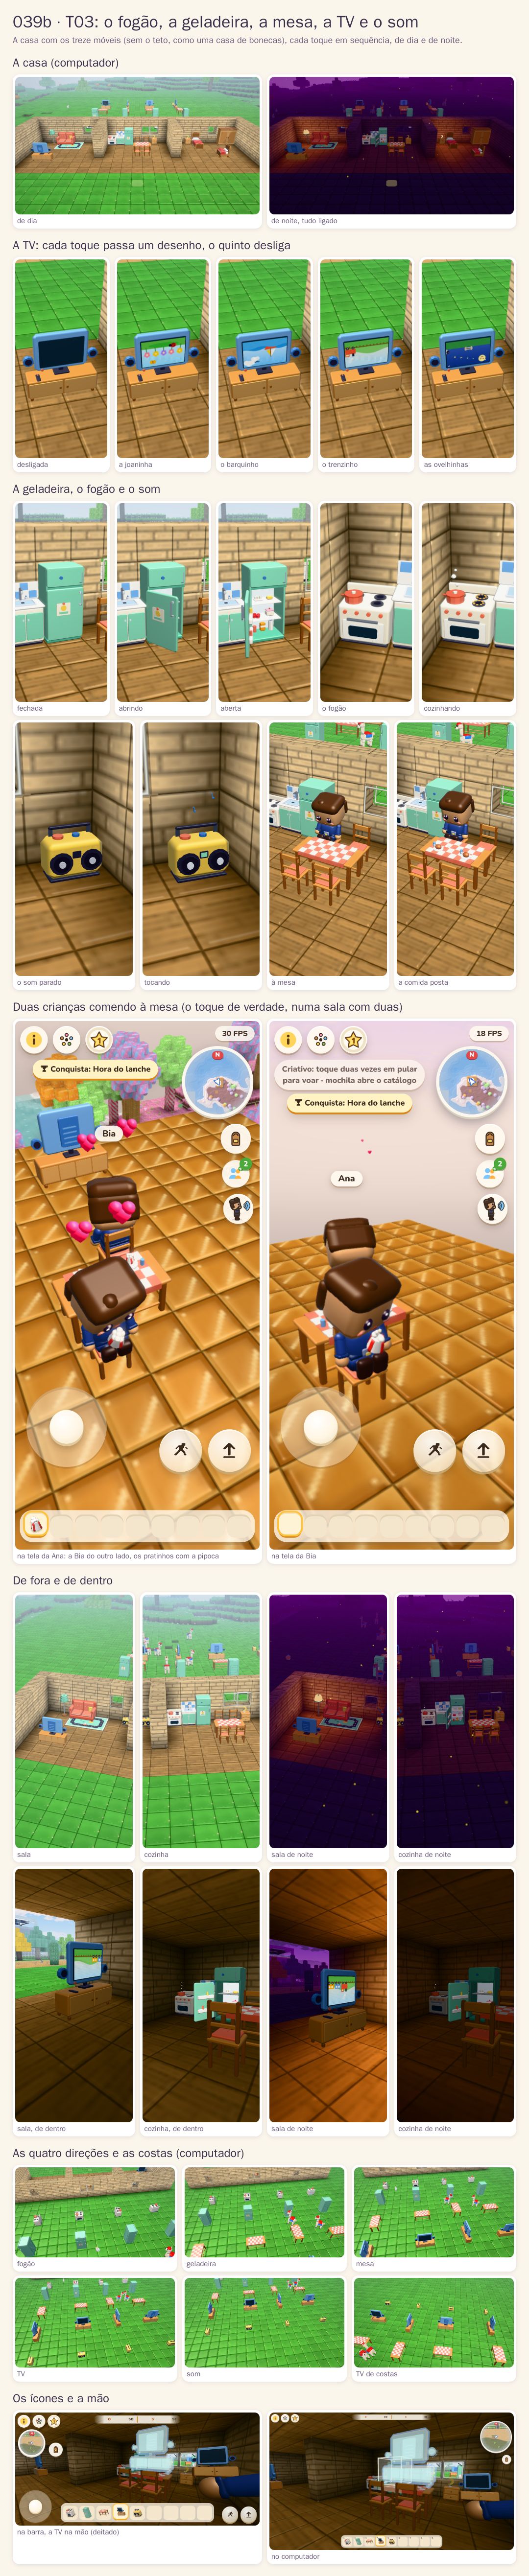 039b · T03: o fogão, a geladeira, a mesa, a TV e o som
A casa com os treze móveis (sem o teto, como uma casa de bonecas), cada toque em sequência, de dia e de noite.
A casa (computador)
de dia
de noite, tudo ligado
A TV: cada toque passa um desenho, o quinto desliga
desligada
a joaninha
o barquinho
o trenzinho
as ovelhinhas
A geladeira, o fogão e o som
fechada
abrindo
aberta
o fogão
cozinhando
o som parado
tocando
à mesa
a comida posta
Duas crianças comendo à mesa (o toque de verdade, numa sala com duas)
30 FPS
N
Conquista: Hora do lanche
Bia
2
18 FPS
N
Criativo: toque duas vezes em pular
para voar · mochila abre o catálogo
Conquista: Hora do lanche
Ana
2
na tela da Ana: a Bia do outro lado, os pratinhos com a pipoca
na tela da Bia
De fora e de dentro
sala
cozinha
sala de noite
cozinha de noite
sala, de dentro
cozinha, de dentro
sala de noite
cozinha de noite
As quatro direções e as costas (computador)
fogão
geladeira
mesa
TV
som
TV de costas
Os ícones e a mão
na barra, a TV na mão (deitado)
no computador